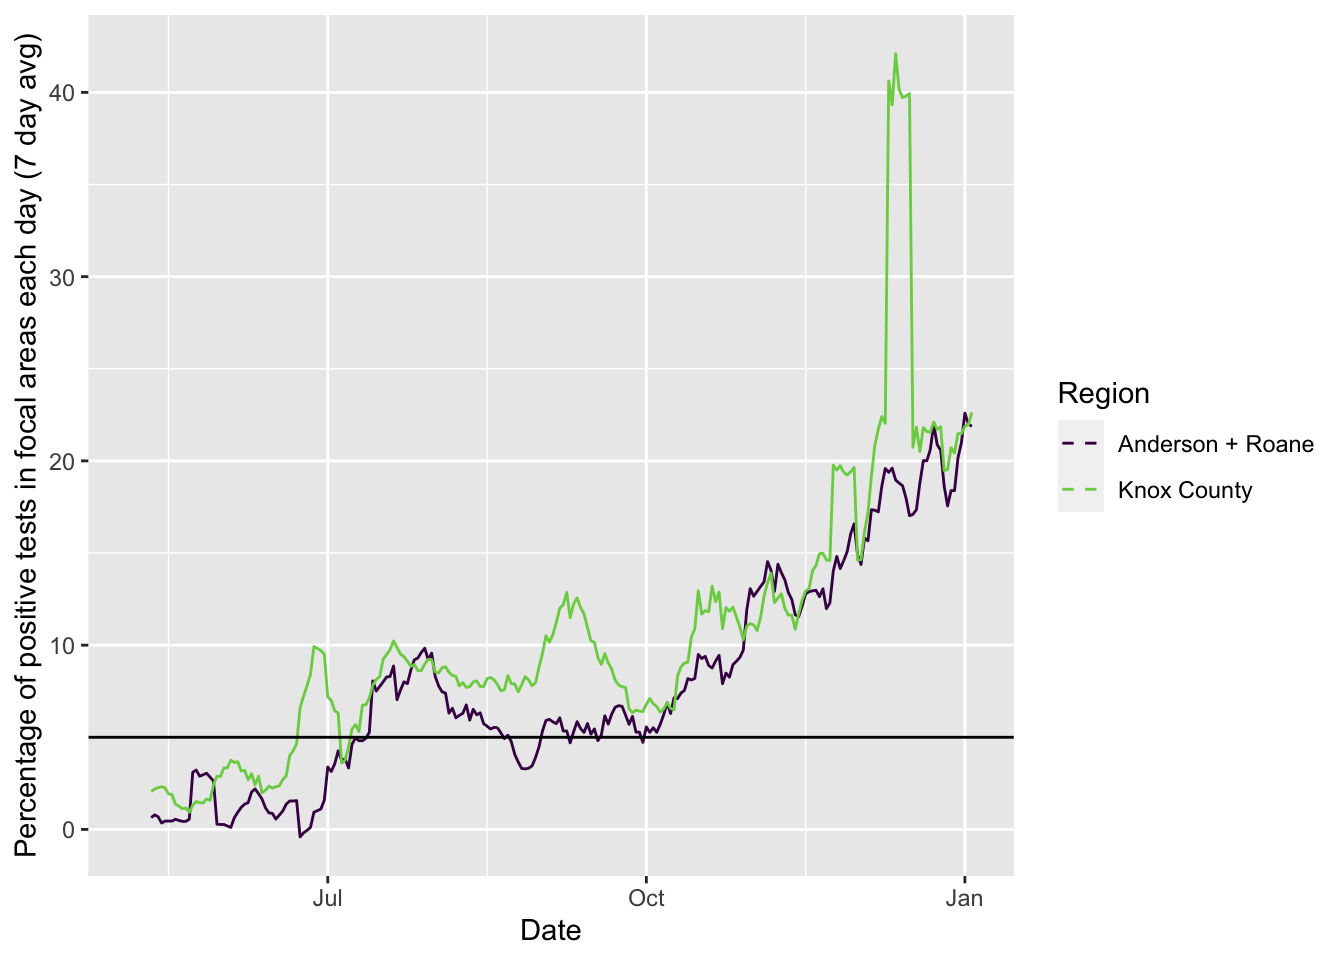 Percentage of positive tests in focal areas each day (7 day avg)
40
30
20
10
0
Jul
Oct
Jan
Date
Region
Anderson + Roane
Knox County